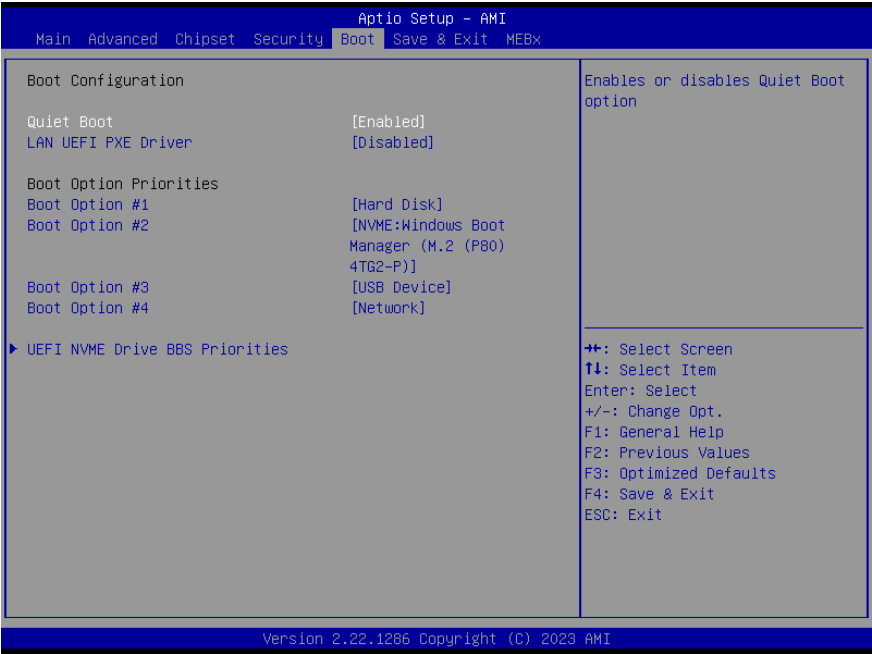 Aptio Setup – AMI
Main Advanced Chipset Security Boot Save & Exit MEBx
Boot Configuration
Quiet Boot [Enabled]
LAN UEFI PXE Driver [Disabled]
Boot Option Priorities
Boot Option #1 [Hard Disk]
Boot Option #2 [NVME:Windows Boot
Manager (M.2 (P80)
4TG2-P)]
Boot Option #3 [USB Device]
Boot Option #4 [Network]
UEFI NVME Drive BBS Priorities
Enables or disables Quiet Boot
option
→←: Select Screen
↑↓: Select Item
Enter: Select
+/-: Change Opt.
F1: General Help
F2: Previous Values
F3: Optimized Defaults
F4: Save & Exit
ESC: Exit
Version 2.22.1286 Copyright (C) 2023 AMI